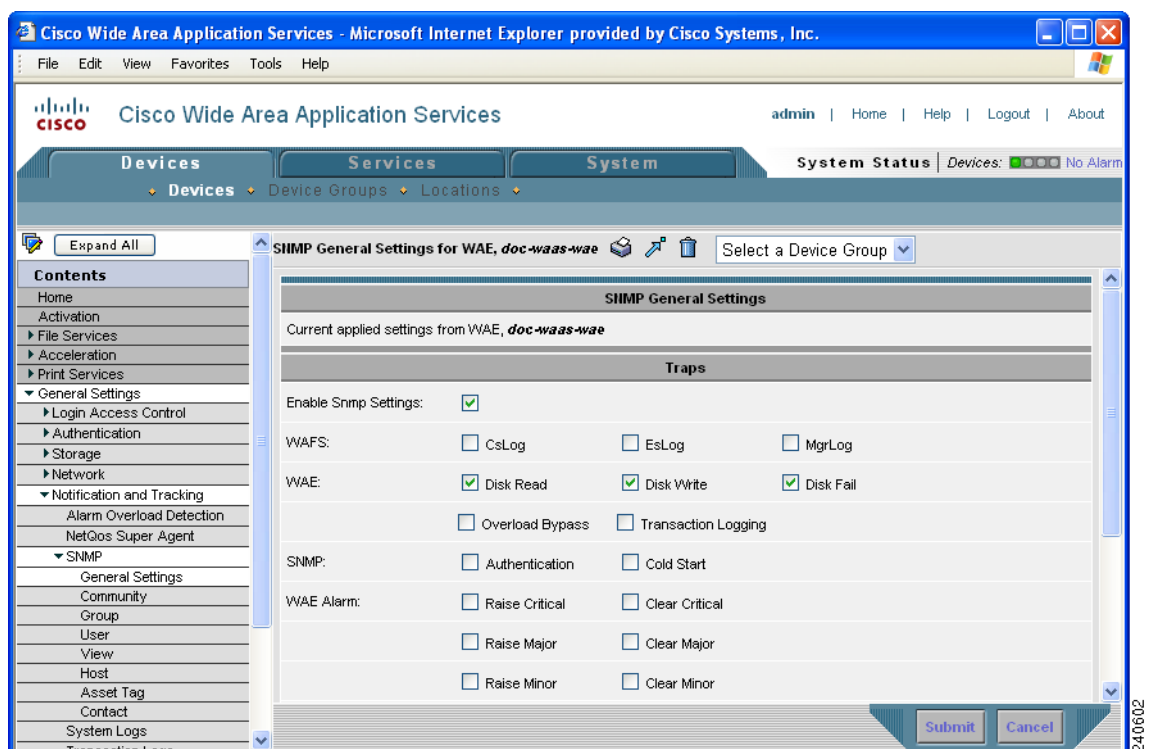 Cisco Wide Area Application Services - Microsoft Internet Explorer provided by Cisco Systems, Inc.
File Edit View Favorites Tools Help
CISCO
Cisco Wide Area Application Services
admin | Home | Help | Logout | About
Devices Services System
System Status | Devices: No Alarm
Devices Device Groups Locations
Expand All
SNMP General Settings for WAE, doc-waas-wae
Select a Device Group
Contents
Home
Activation
File Services
Acceleration
Print Services
General Settings
Login Access Control
Authentication
Storage
Network
Notification and Tracking
Alarm Overload Detection
NetQos Super Agent
SNMP
General Settings
Community
Group
User
View
Host
Asset Tag
Contact
System Logs
SNMP General Settings
Current applied settings from WAE, doc-waas-wae
Traps
Enable Snmp Settings:
WAFS: CsLog EsLog MgrLog
WAE: Disk Read Disk Write Disk Fail
Overload Bypass Transaction Logging
SNMP: Authentication Cold Start
WAE Alarm: Raise Critical Clear Critical
Raise Major Clear Major
Raise Minor Clear Minor
Submit Cancel
240602